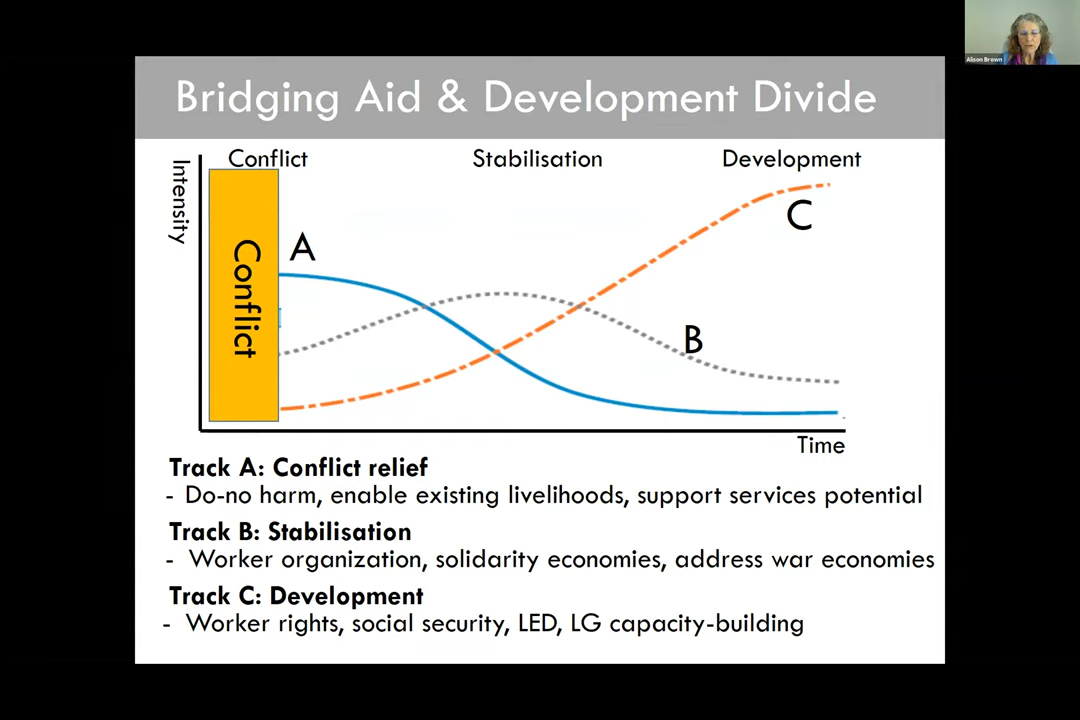 Alison Brown
Bridging Aid & Development Divide
Conflict
Stabilisation
Development
Intensity
Conflict
A
B
C
Time
Track A: Conflict relief
- Do-no harm, enable existing livelihoods, support services potential
Track B: Stabilisation
- Worker organization, solidarity economies, address war economies
Track C: Development
- Worker rights, social security, LED, LG capacity-building